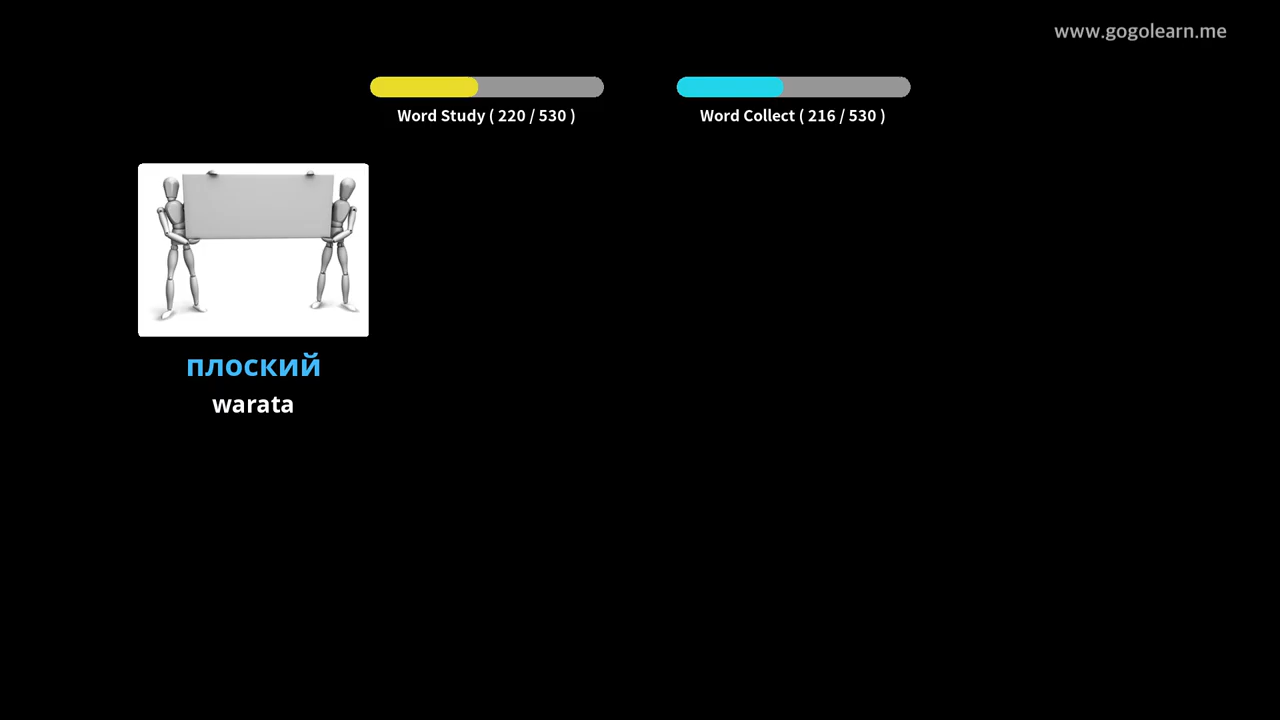 www.gogolearn.me
Word Study ( 220 / 530 )
Word Collect ( 216 / 530 )
плоский
warata